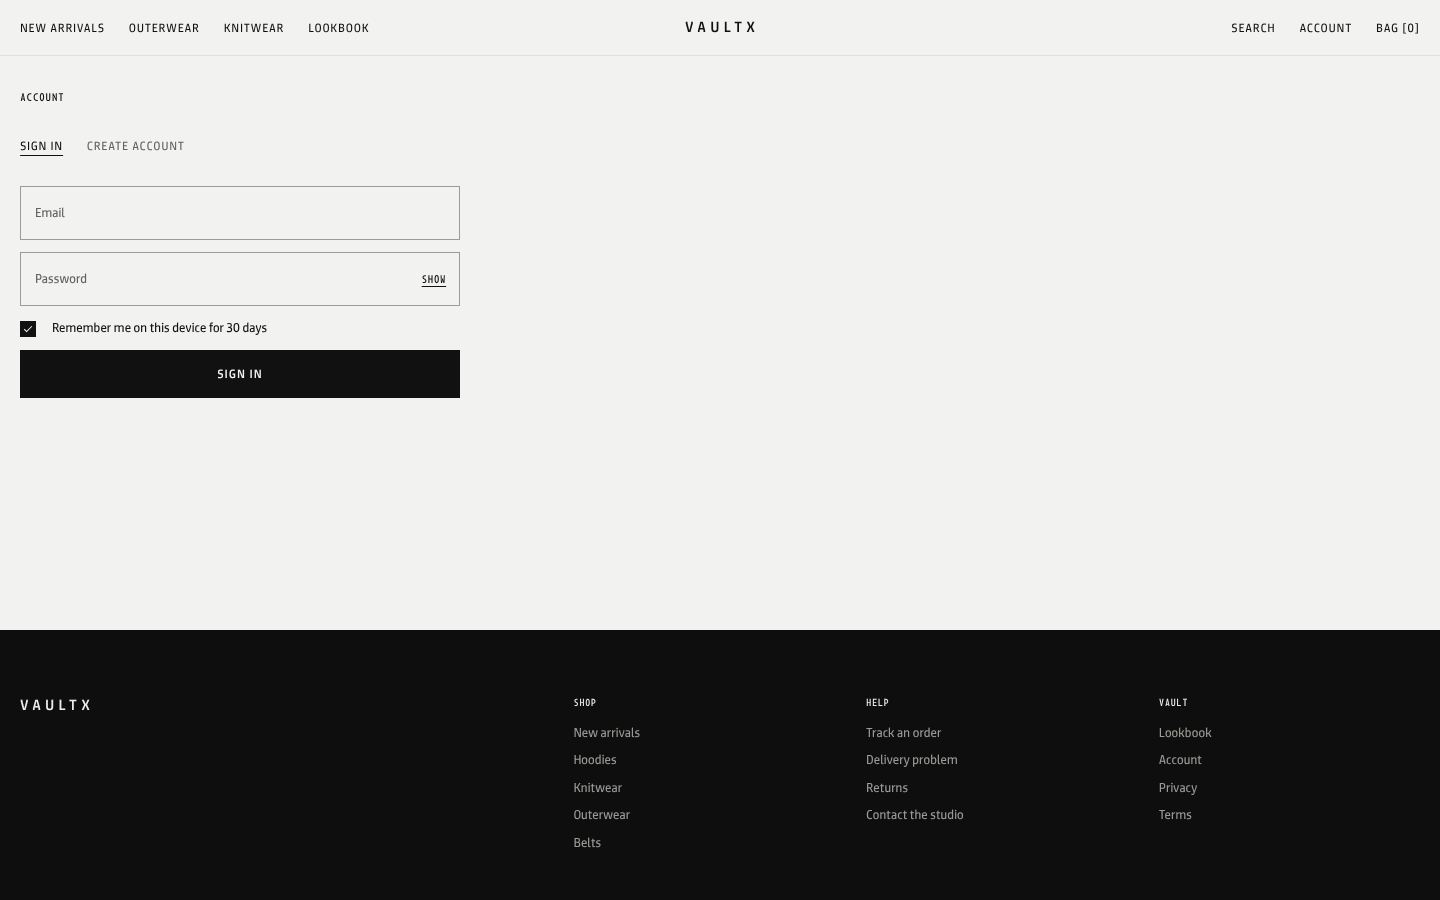 NEW ARRIVALS OUTERWEAR KNITWEAR LOOKBOOK VAULTX SEARCH ACCOUNT BAG [0]
ACCOUNT
SIGN IN CREATE ACCOUNT
Email
Password SHOW
Remember me on this device for 30 days
SIGN IN
VAULTX
SHOP
New arrivals
Hoodies
Knitwear
Outerwear
Belts
HELP
Track an order
Delivery problem
Returns
Contact the studio
VAULT
Lookbook
Account
Privacy
Terms